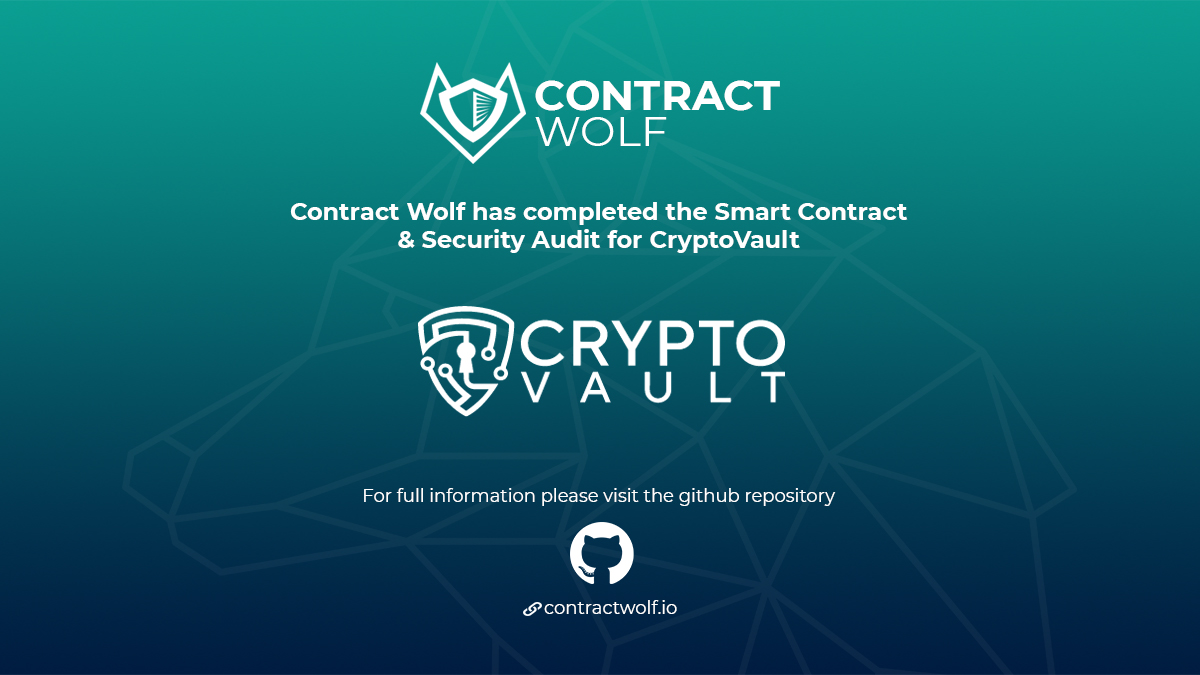 CONTRACT
WOLF
Contract Wolf has completed the Smart Contract
& Security Audit for CryptoVault
CRYPTO
VAULT
For full information please visit the github repository
contractwolf.io